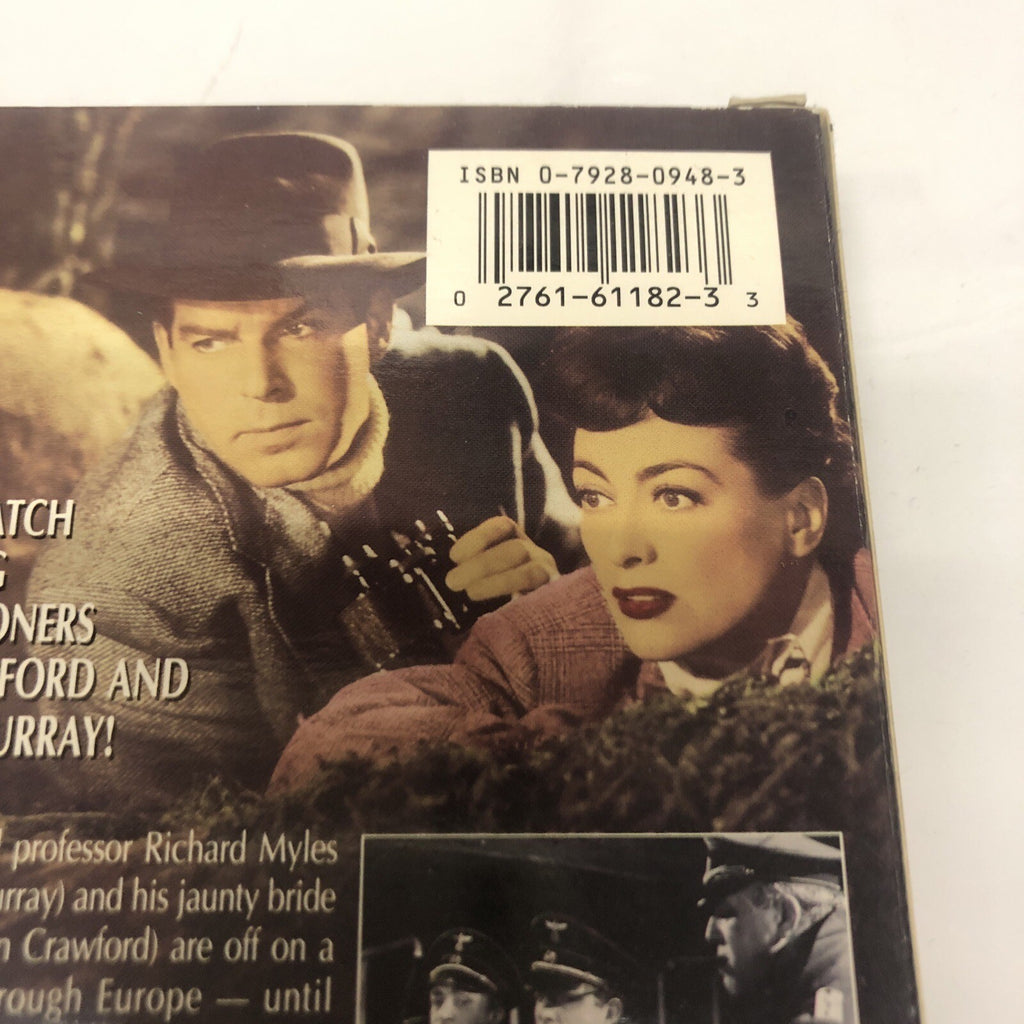 ISBN 0-7928-0948-3
0 2761-61182-3 3
ATCH
G
ONERS
FORD AND
URRAY!
professor Richard Myles
urray) and his jaunty bride
n Crawford) are off on a
rough Europe — until